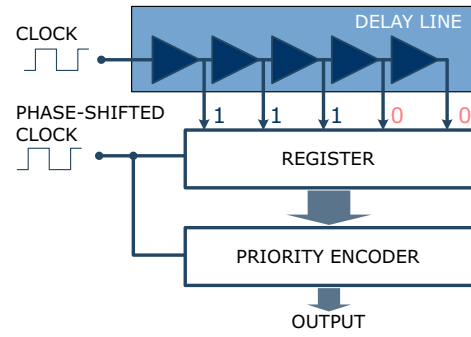 DELAY LINE
CLOCK
PHASE-SHIFTED
CLOCK
1 1 1 0 0
REGISTER
PRIORITY ENCODER
OUTPUT